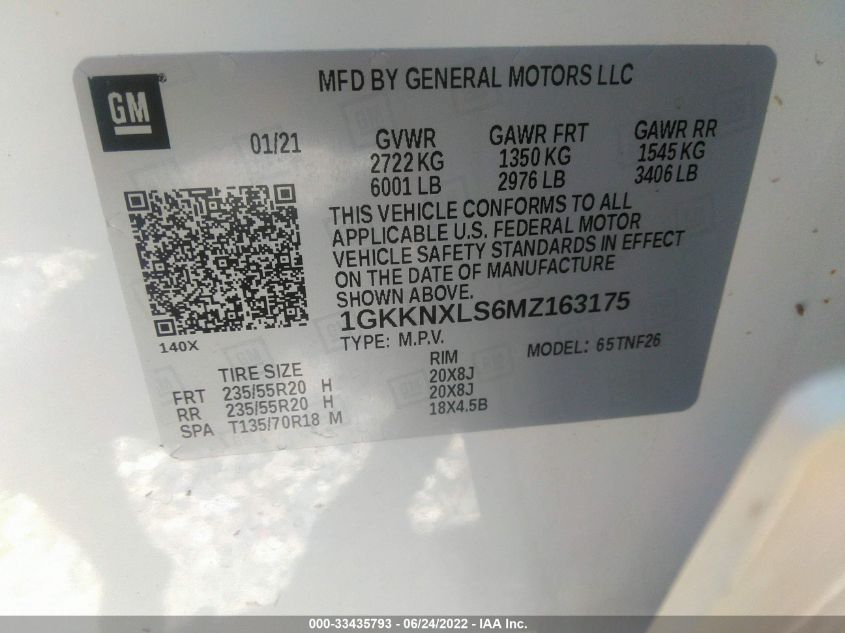 GM
®
MFD BY GENERAL MOTORS LLC
01/21
GVWR GAWR FRT GAWR RR
2722 KG 1350 KG 1545 KG
6001 LB 2976 LB 3406 LB
THIS VEHICLE CONFORMS TO ALL
APPLICABLE U.S. FEDERAL MOTOR
VEHICLE SAFETY STANDARDS IN EFFECT
ON THE DATE OF MANUFACTURE
SHOWN ABOVE.
1GKKNXLS6MZ163175
140X
TYPE: M.P.V. MODEL: 65TNF26
TIRE SIZE RIM
FRT 235/55R20 H 20X8J
RR 235/55R20 H 20X8J
SPA T135/70R18 M 18X4.5B
000-33435793 - 06/24/2022 - IAAI.com